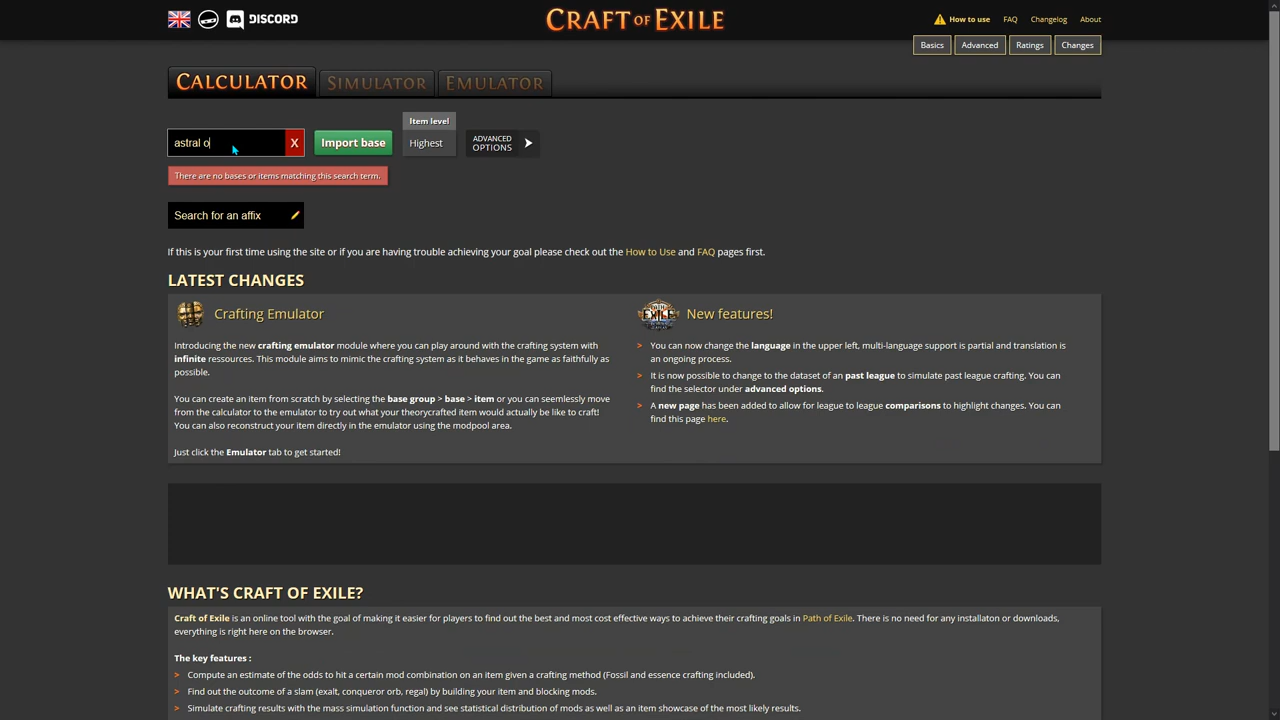 DISCORD
CRAFT OF EXILE
How to use
FAQ
Changelog
About
Basics
Advanced
Ratings
Changes
CALCULATOR
SIMULATOR
EMULATOR
Item level
astral o
X
Import base
Highest
ADVANCED
OPTIONS
There are no bases or items matching this search term.
Search for an affix
If this is your first time using the site or if you are having trouble achieving your goal please check out the How to Use and FAQ pages first.
LATEST CHANGES
Crafting Emulator
Introducing the new crafting emulator module where you can play around with the crafting system with
infinite ressources. This module aims to mimic the crafting system as it behaves in the game as faithfully as
possible.
You can create an item from scratch by selecting the base group > base > item or you can seemlessly move
from the calculator to the emulator to try out what your theorycrafted item would actually be like to craft!
You can also reconstruct your item directly in the emulator using the modpool area.
Just click the Emulator tab to get started!
New features!
> You can now change the language in the upper left, multi-language support is partial and translation is
an ongoing process.
> It is now possible to change to the dataset of an past league to simulate past league crafting. You can
find the selector under advanced options.
> A new page has been added to allow for league to league comparisons to highlight changes. You can
find this page here.
WHAT'S CRAFT OF EXILE?
Craft of Exile is an online tool with the goal of making it easier for players to find out the best and most cost effective ways to achieve their crafting goals in Path of Exile. There is no need for any installaton or downloads,
everything is right here on the browser.
The key features :
> Compute an estimate of the odds to hit a certain mod combination on an item given a crafting method (Fossil and essence crafting included).
> Find out the outcome of a slam (exalt, conqueror orb, regal) by building your item and blocking mods.
> Simulate crafting results with the mass simulation function and see statistical distribution of mods as well as an item showcase of the most likely results.